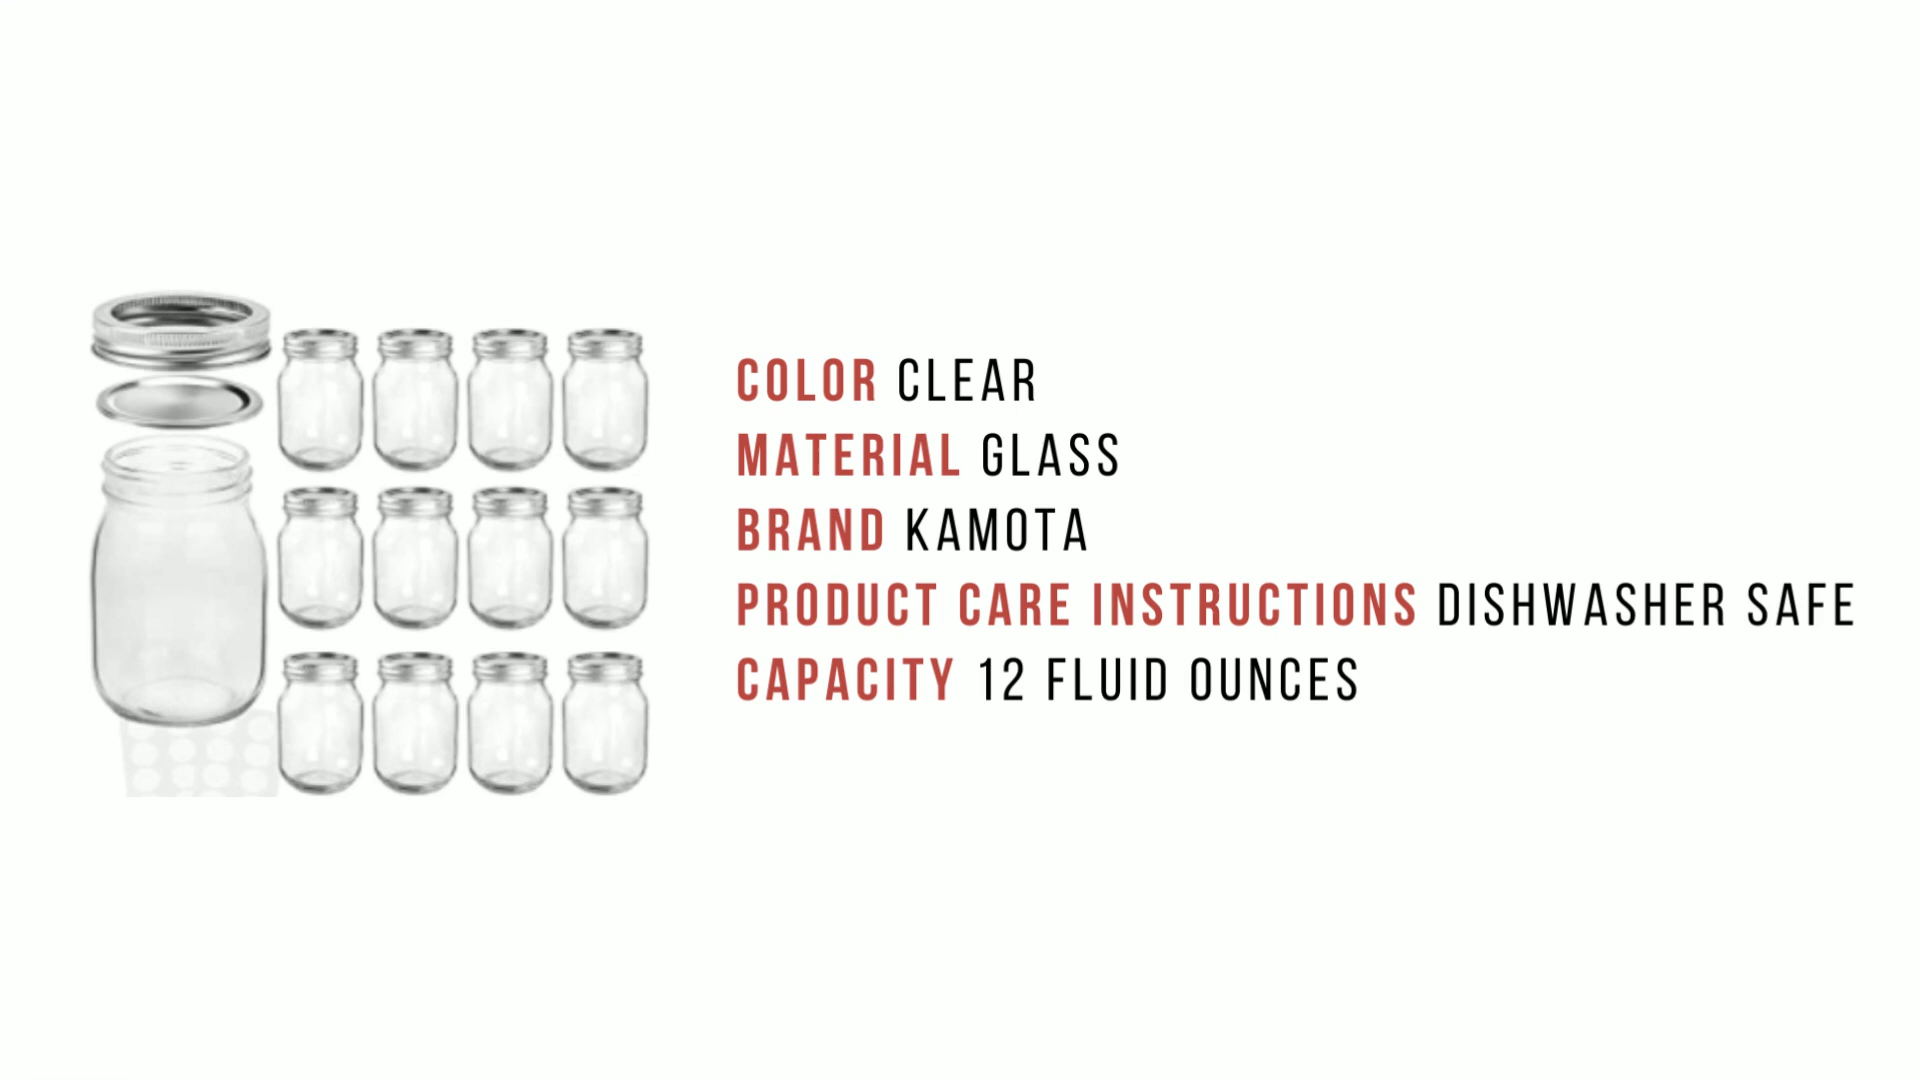 COLOR CLEAR
MATERIAL GLASS
BRAND KAMOTA
PRODUCT CARE INSTRUCTIONS DISHWASHER SAFE
CAPACITY 12 FLUID OUNCES